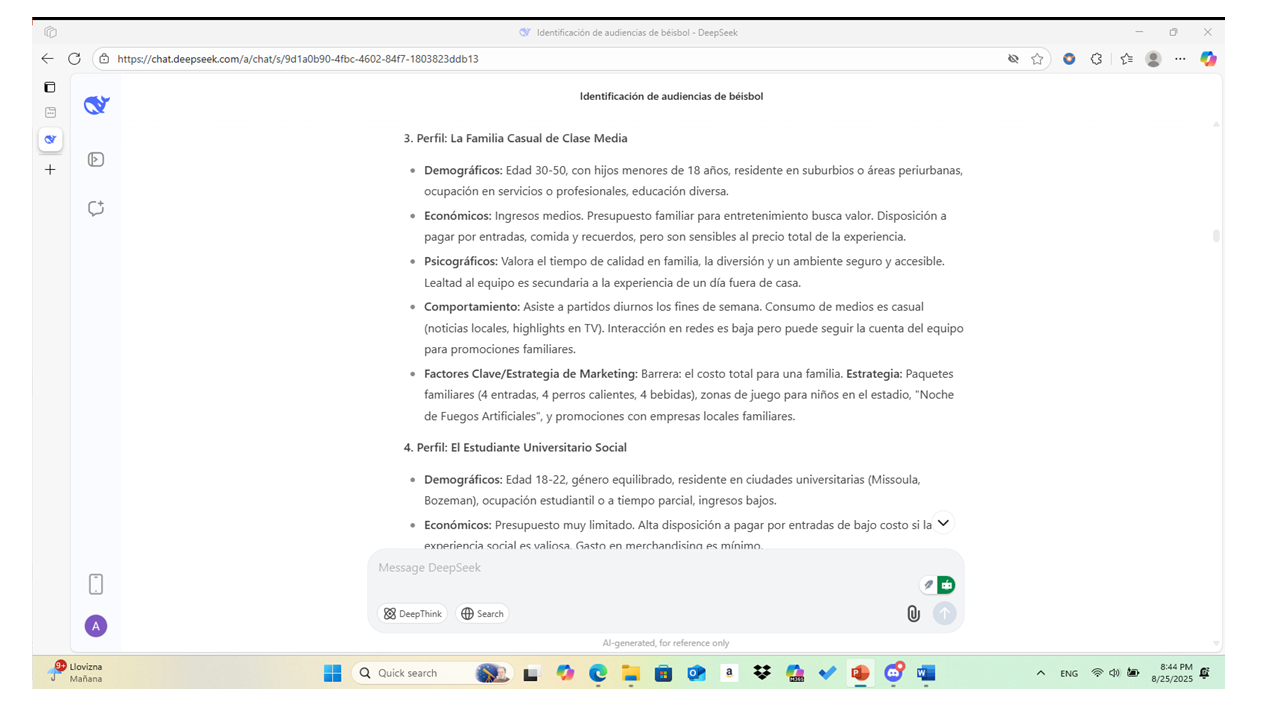 Identificación de audiencias de béisbol - DeepSeek
https://chat.deepseek.com/a/chat/s/9d1a0b90-4fbc-4602-84f7-1803823ddb13
Identificación de audiencias de béisbol
3. Perfil: La Familia Casual de Clase Media
• Demográficos: Edad 30-50, con hijos menores de 18 años, residente en suburbios o áreas periurbanas,
ocupación en servicios o profesionales, educación diversa.
• Económicos: Ingresos medios. Presupuesto familiar para entretenimiento busca valor. Disposición a
pagar por entradas, comida y recuerdos, pero son sensibles al precio total de la experiencia.
• Psicográficos: Valora el tiempo de calidad en familia, la diversión y un ambiente seguro y accesible.
Lealtad al equipo es secundaria a la experiencia de un día fuera de casa.
• Comportamiento: Asiste a partidos diurnos los fines de semana. Consumo de medios es casual
(noticias locales, highlights en TV). Interacción en redes es baja pero puede seguir la cuenta del equipo
para promociones familiares.
• Factores Clave/Estrategia de Marketing: Barrera: el costo total para una familia. Estrategia: Paquetes
familiares (4 entradas, 4 perros calientes, 4 bebidas), zonas de juego para niños en el estadio, "Noche
de Fuegos Artificiales", y promociones con empresas locales familiares.
4. Perfil: El Estudiante Universitario Social
• Demográficos: Edad 18-22, género equilibrado, residente en ciudades universitarias (Missoula,
Bozeman), ocupación estudiantil o a tiempo parcial, ingresos bajos.
• Económicos: Presupuesto muy limitado. Alta disposición a pagar por entradas de bajo costo si la
experiencia social es valiosa. Gasto en merchandising es mínimo.
Message DeepSeek
DeepThink
Search
A
AI-generated, for reference only
9+
Llovizna
Mañana
Quick search
a
M365
P
W
ENG
8:44 PM
8/25/2025